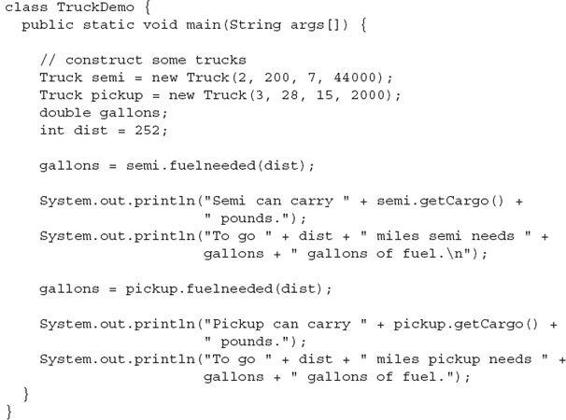 class TruckDemo {
  public static void main(String args[]) {

    // construct some trucks
    Truck semi = new Truck(2, 200, 7, 44000);
    Truck pickup = new Truck(3, 28, 15, 2000);
    double gallons;
    int dist = 252;

    gallons = semi.fuelneeded(dist);

    System.out.println("Semi can carry " + semi.getCargo() +
                       " pounds.");
    System.out.println("To go " + dist + " miles semi needs " +
                       gallons + " gallons of fuel.\n");

    gallons = pickup.fuelneeded(dist);

    System.out.println("Pickup can carry " + pickup.getCargo() +
                       " pounds.");
    System.out.println("To go " + dist + " miles pickup needs " +
                       gallons + " gallons of fuel.");
  }
}